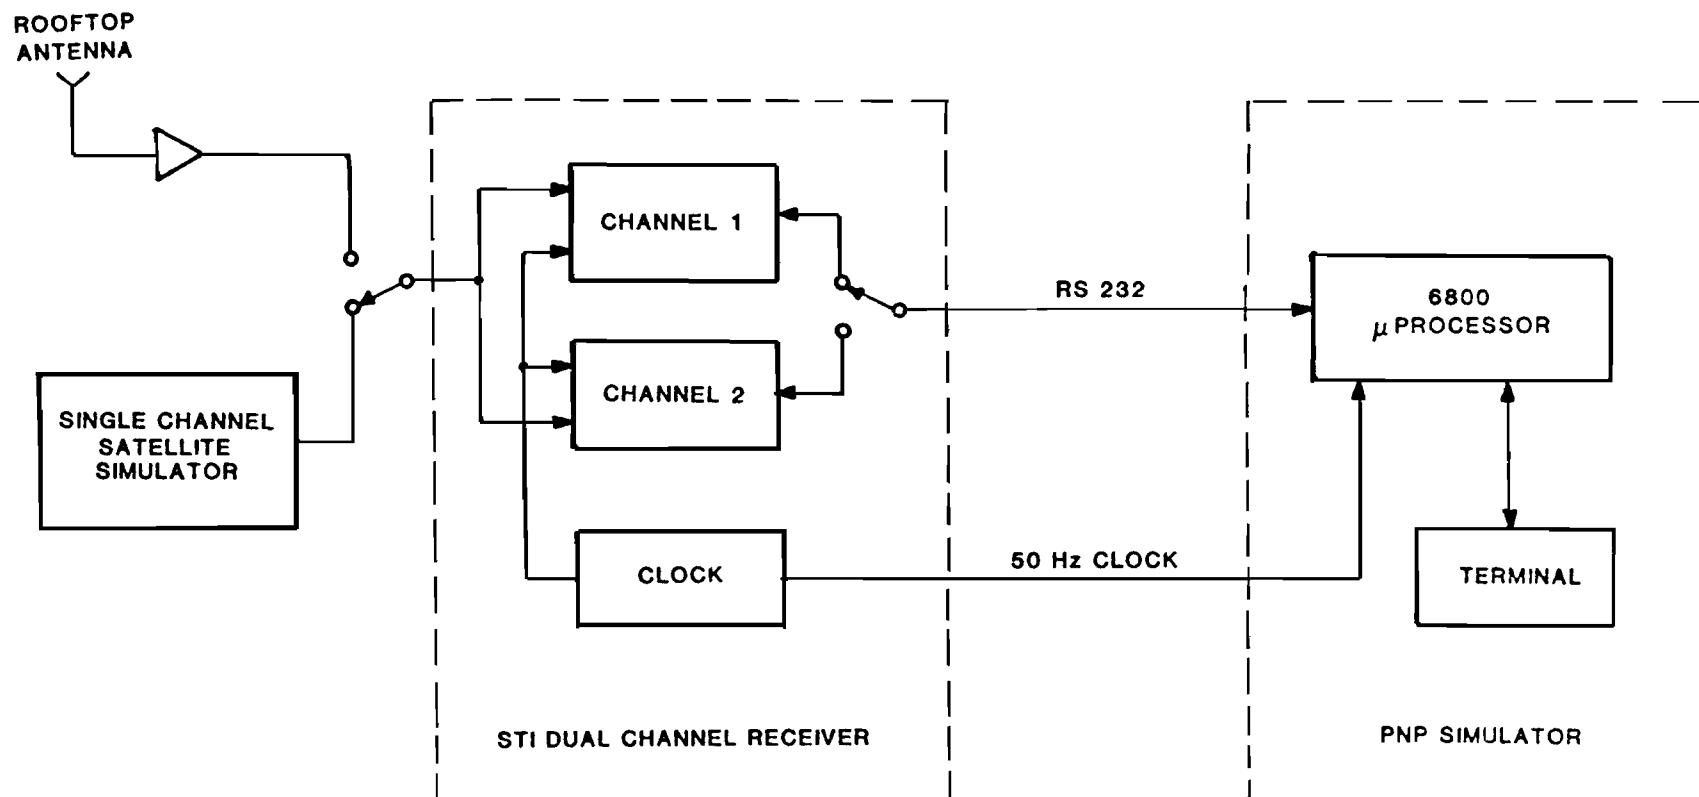 ROOFTOP
ANTENNA
CHANNEL 1
RS 232
6800
μ PROCESSOR
CHANNEL 2
SINGLE CHANNEL
SATELLITE
SIMULATOR
CLOCK
50 Hz CLOCK
TERMINAL
STI DUAL CHANNEL RECEIVER
PNP SIMULATOR